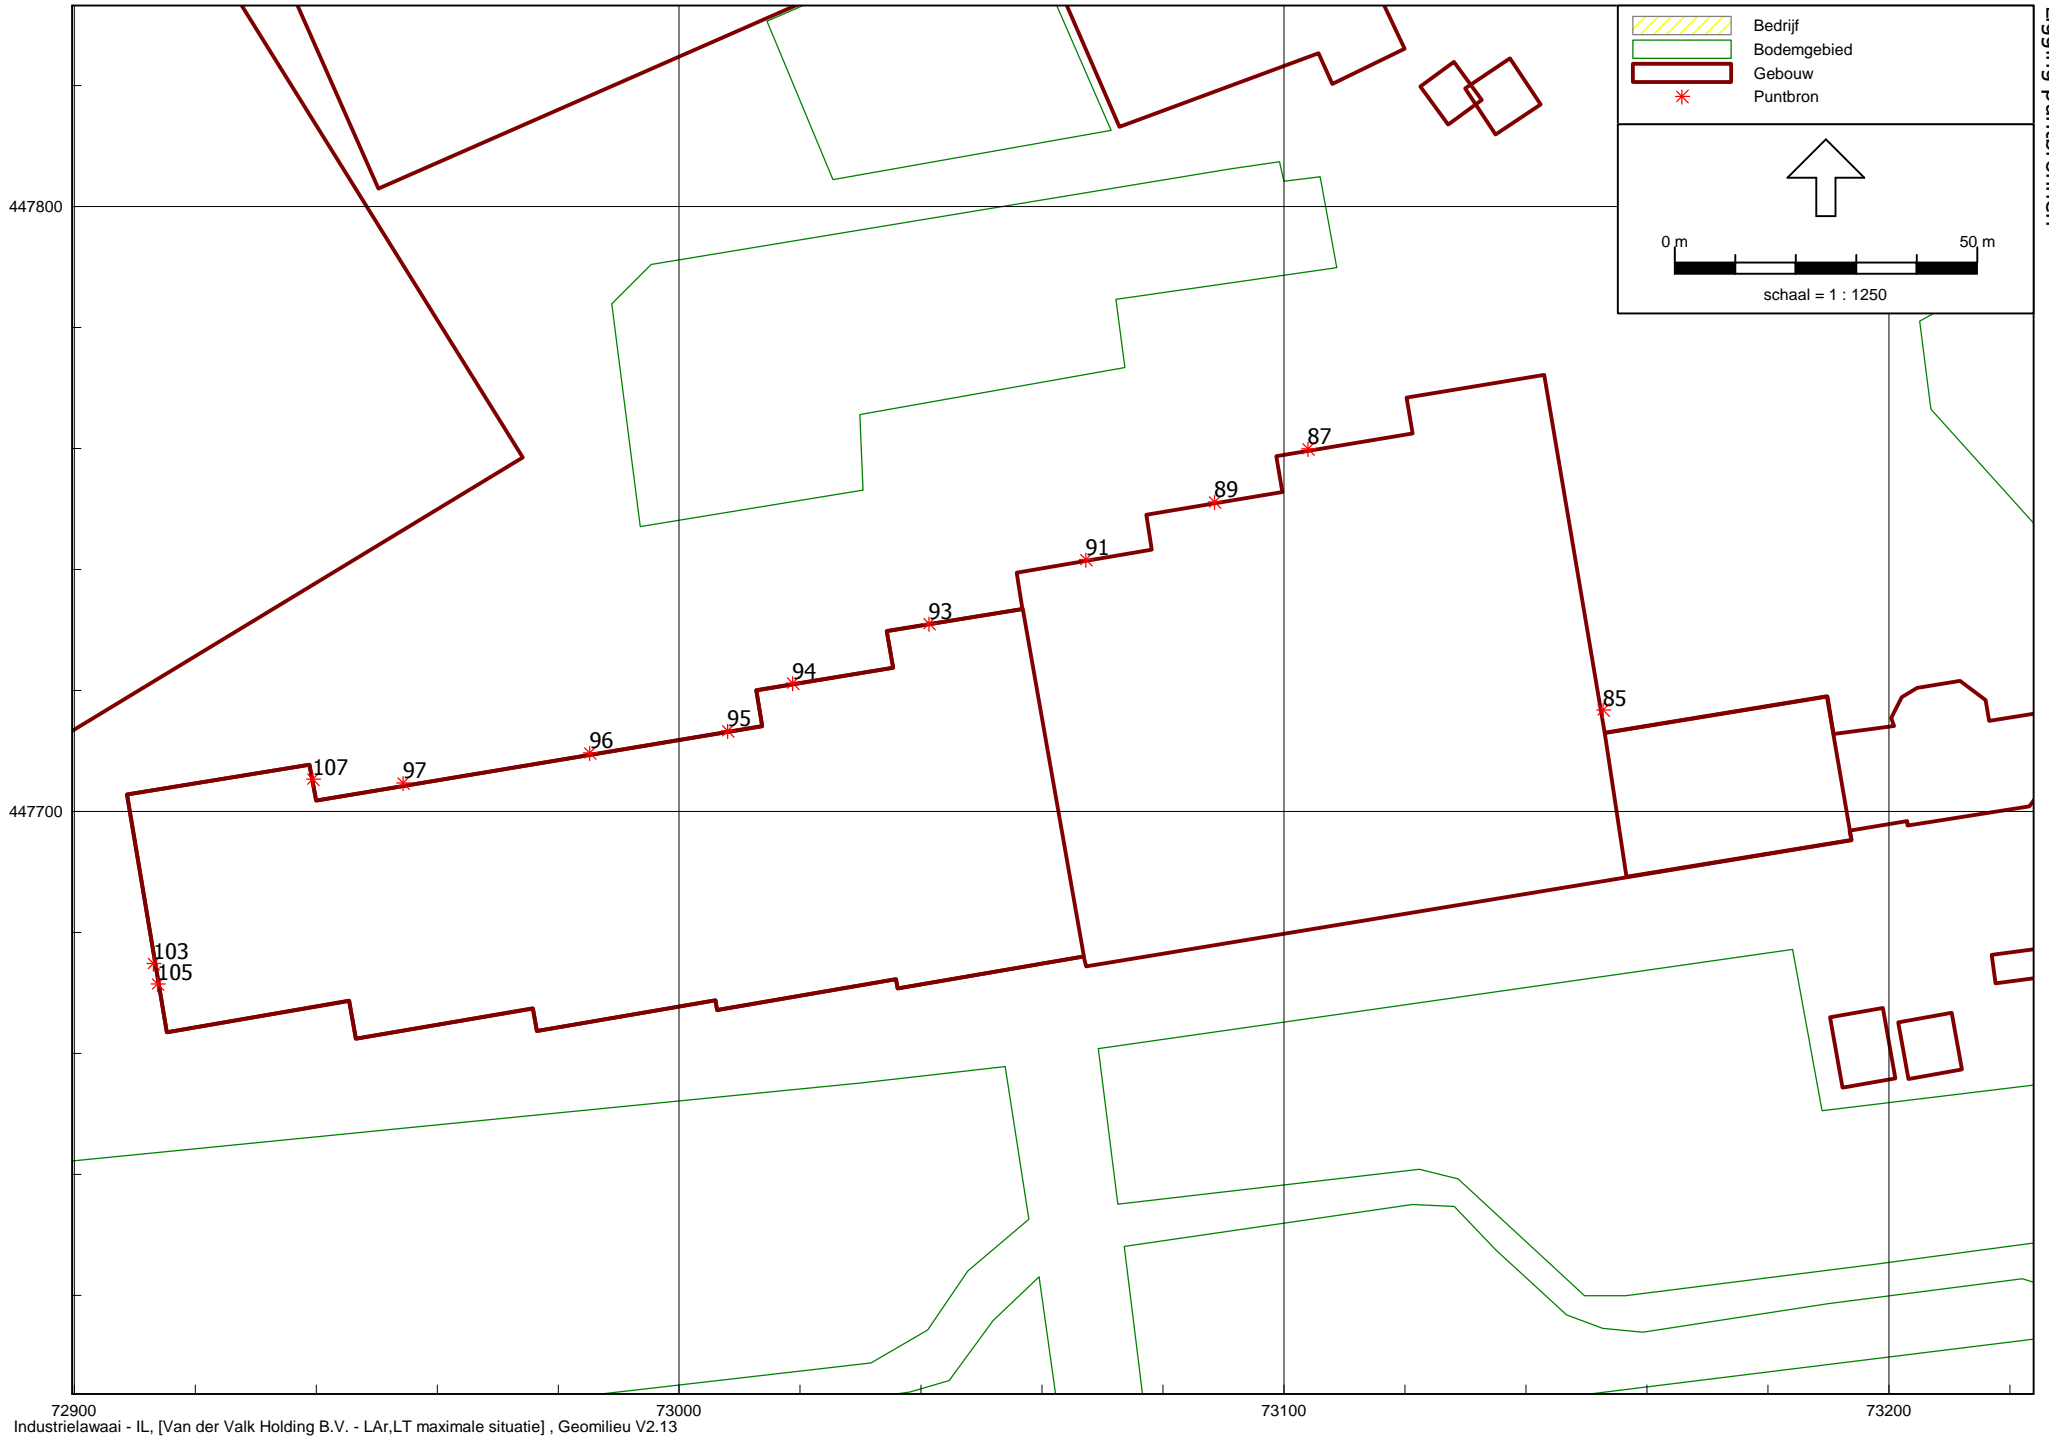 Bedrijf
Bodemgebied
Gebouw
Puntbron
0 m 50 m
schaal = 1 : 1250
447800
87
89
91
93
94
95
85
96
107
97
447700
103
105
72900 73000 73100 73200
Industrielawaai - IL, [Van der Valk Holding B.V. - LAr,LT maximale situatie] , Geomilieu V2.13